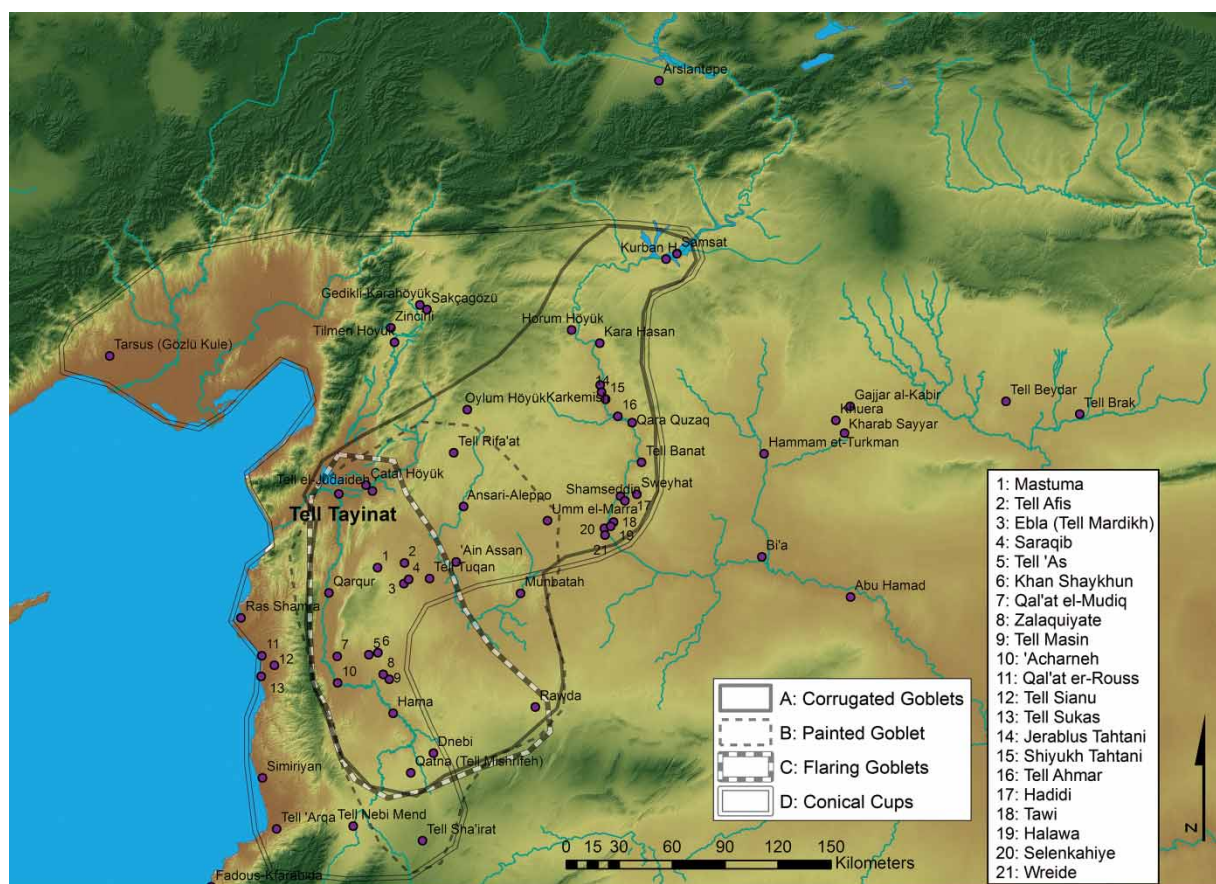 Arslantepe
Kurban H.
Samsat
Gedikli-Karahöyük
Sakçagözü
Zincirli
Tilmen Höyük
Horum Höyük
Kara Hasan
Tarsus (Gözlü Kule)
14
15
Karkemish
16
Oylum Höyük
Qara Quzaq
Gajjar al-Kabir
Khuera
Kharab Sayyar
Tell Beydar
Tell Brak
Tell Rifa'at
Tell Banat
Hammam et-Turkman
Tell el-Judaideh
Çatal Höyük
Tell Tayinat
Ansari-Aleppo
Shamseddin
Sweyhat
17
Umm el-Marra
18
20
19
21
1
2
'Ain Assan
4
Tell Tuqan
3
Qarqur
Munbatah
Bi'a
Abu Hamad
Ras Shamra
11
12
13
7
5
6
8
10
9
Hama
Rawda
Dnebi
Qatna (Tell Mishrifeh)
Simiriyan
Tell 'Arqa
Tell Nebi Mend
Tell Sha'irat
Fadous-Kfarabida
A: Corrugated Goblets
B: Painted Goblet
C: Flaring Goblets
D: Conical Cups
0 15 30 60 90 120 150
Kilometers
1: Mastuma
2: Tell Afis
3: Ebla (Tell Mardikh)
4: Saraqib
5: Tell 'As
6: Khan Shaykhun
7: Qal'at el-Mudiq
8: Zalaquiyate
9: Tell Masin
10: 'Acharneh
11: Qal'at er-Rouss
12: Tell Sianu
13: Tell Sukas
14: Jerablus Tahtani
15: Shiyukh Tahtani
16: Tell Ahmar
17: Hadidi
18: Tawi
19: Halawa
20: Selenkahiye
21: Wreide
N